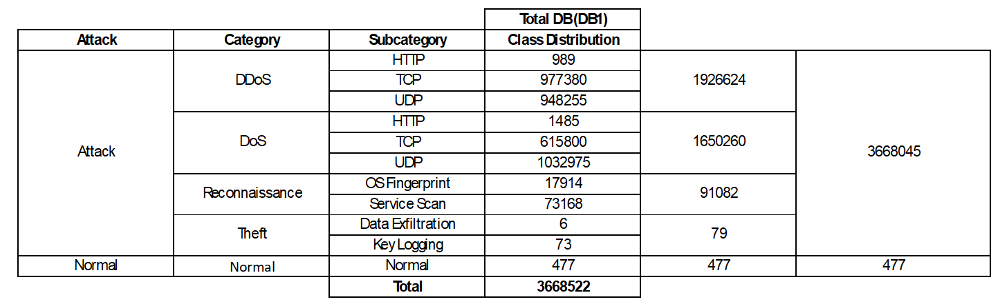 Total DB(DB1)
Attack Category Subcategory Class Distribution
HTTP 989
DDoS TCP 977380 1926624
UDP 948255
HTTP 1485
DoS TCP 615800 1650260
Attack 3668045
UDP 1032975
OS Fingerprint 17914
Reconnaissance 91082
Service Scan 73168
Data Exfiltration 6
Theft 79
Key Logging 73
Normal Normal Normal 477 477 477
Total 3668522